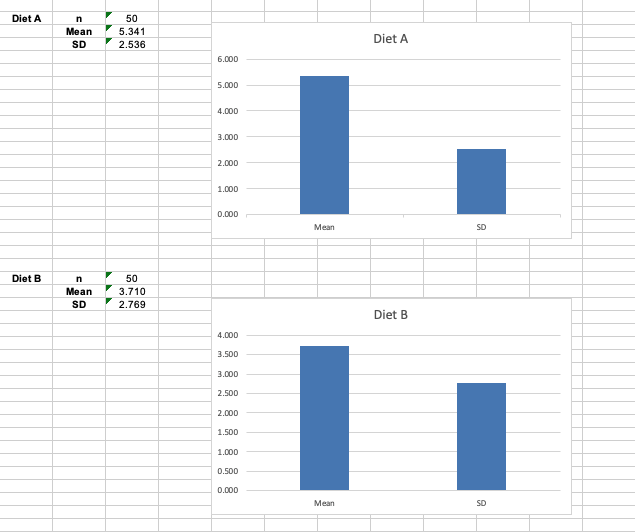 Diet A n 50
Mean 5.341
SD 2.536
Diet A
6.000
5.000
4.000
3.000
2.000
1.000
0.000
Mean SD
Diet B n 50
Mean 3.710
SD 2.769
Diet B
4.000
3.500
3.000
2.500
2.000
1.500
1.000
0.500
0.000
Mean SD